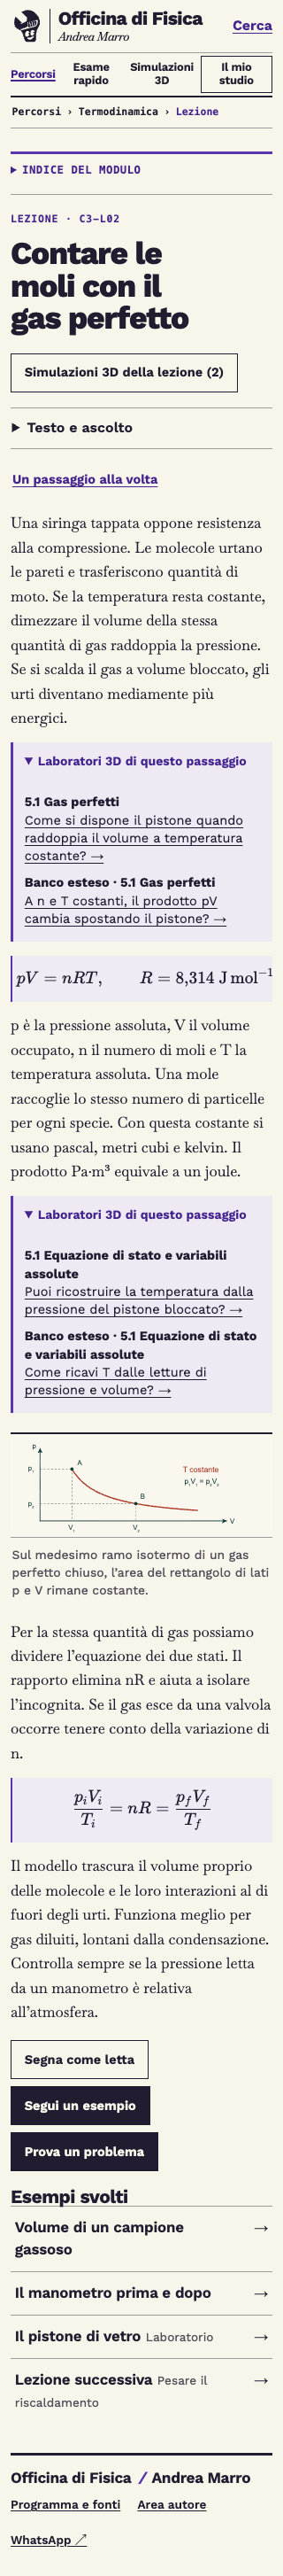 Officina di Fisica
Andrea Marro
Cerca
Percorsi
Esame rapido
Simulazioni 3D
Il mio studio
Percorsi › Termodinamica › Lezione
▶ INDICE DEL MODULO
LEZIONE · C3–L02
Contare le
moli con il
gas perfetto
Simulazioni 3D della lezione (2)
▶ Testo e ascolto
Un passaggio alla volta
Una siringa tappata oppone resistenza
alla compressione. Le molecole urtano
le pareti e trasferiscono quantità di
moto. Se la temperatura resta costante,
dimezzare il volume della stessa
quantità di gas raddoppia la pressione.
Se si scalda il gas a volume bloccato, gli
urti diventano mediamente più
energici.
▼ Laboratori 3D di questo passaggio
5.1 Gas perfetti
Come si dispone il pistone quando
raddoppia il volume a temperatura
costante? →
Banco esteso · 5.1 Gas perfetti
A n e T costanti, il prodotto pV
cambia spostando il pistone? →
pV = nRT, R = 8,314 J mol⁻¹
p è la pressione assoluta, V il volume
occupato, n il numero di moli e T la
temperatura assoluta. Una mole
raccoglie lo stesso numero di particelle
per ogni specie. Con questa costante si
usano pascal, metri cubi e kelvin. Il
prodotto Pa·m³ equivale a un joule.
▼ Laboratori 3D di questo passaggio
5.1 Equazione di stato e variabili
assolute
Puoi ricostruire la temperatura dalla
pressione del pistone bloccato? →
Banco esteso · 5.1 Equazione di stato
e variabili assolute
Come ricavi T dalle letture di
pressione e volume? →
p
A
T costante
p₁
p₁V₁ = p₂V₂
B
p₂
V
V₁
V₂
Sul medesimo ramo isotermo di un gas
perfetto chiuso, l’area del rettangolo di lati
p e V rimane costante.
Per la stessa quantità di gas possiamo
dividere l’equazione dei due stati. Il
rapporto elimina nR e aiuta a isolare
l’incognita. Se il gas esce da una valvola
occorre tenere conto della variazione di
n.
pᵢVᵢ/Tᵢ = nR = p_f V_f/T_f
Il modello trascura il volume proprio
delle molecole e le loro interazioni al di
fuori degli urti. Funziona meglio per
gas diluiti, lontani dalla condensazione.
Controlla sempre se la pressione letta
da un manometro è relativa
all’atmosfera.
Segna come letta
Segui un esempio
Prova un problema
Esempi svolti
Volume di un campione
gassoso →
Il manometro prima e dopo →
Il pistone di vetro Laboratorio →
Lezione successiva Pesare il
riscaldamento →
Officina di Fisica / Andrea Marro
Programma e fonti
Area autore
WhatsApp ↗